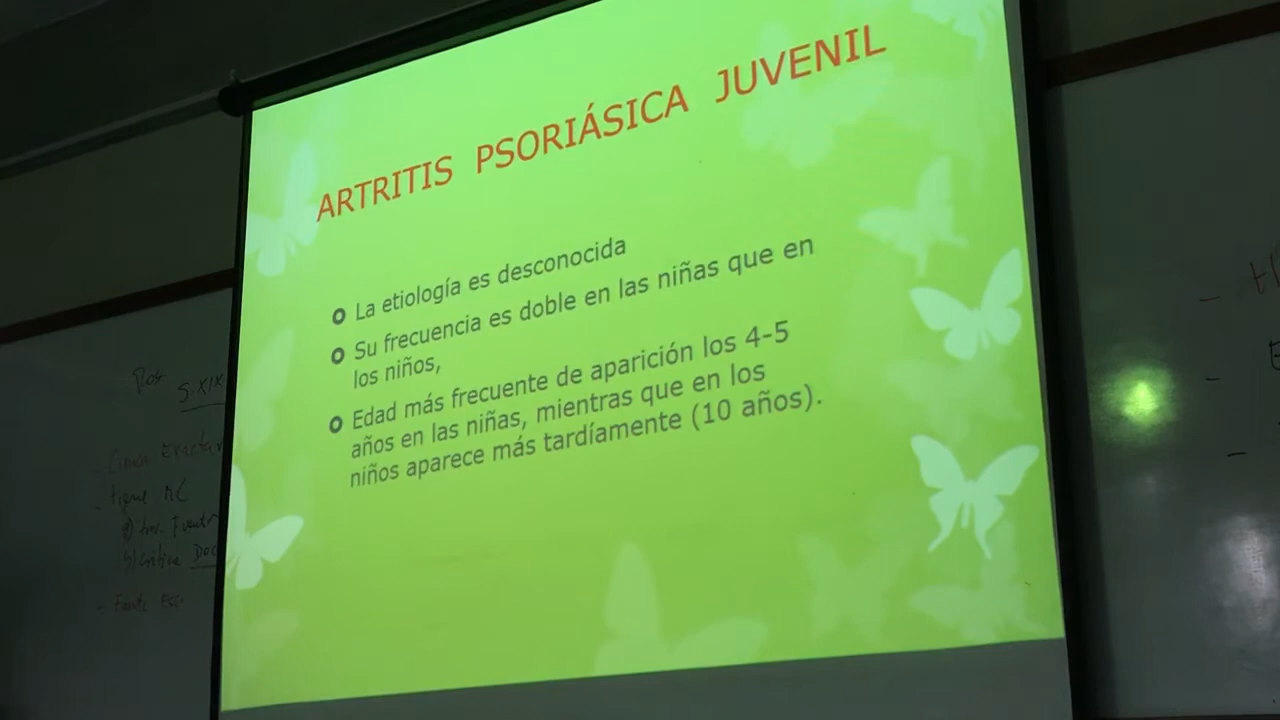 ARTRITIS PSORIÁSICA JUVENIL
La etiología es desconocida
Su frecuencia es doble en las niñas que en
los niños,
Edad más frecuente de aparición los 4-5
años en las niñas, mientras que en los
niños aparece más tardíamente (10 años).
S. XIX